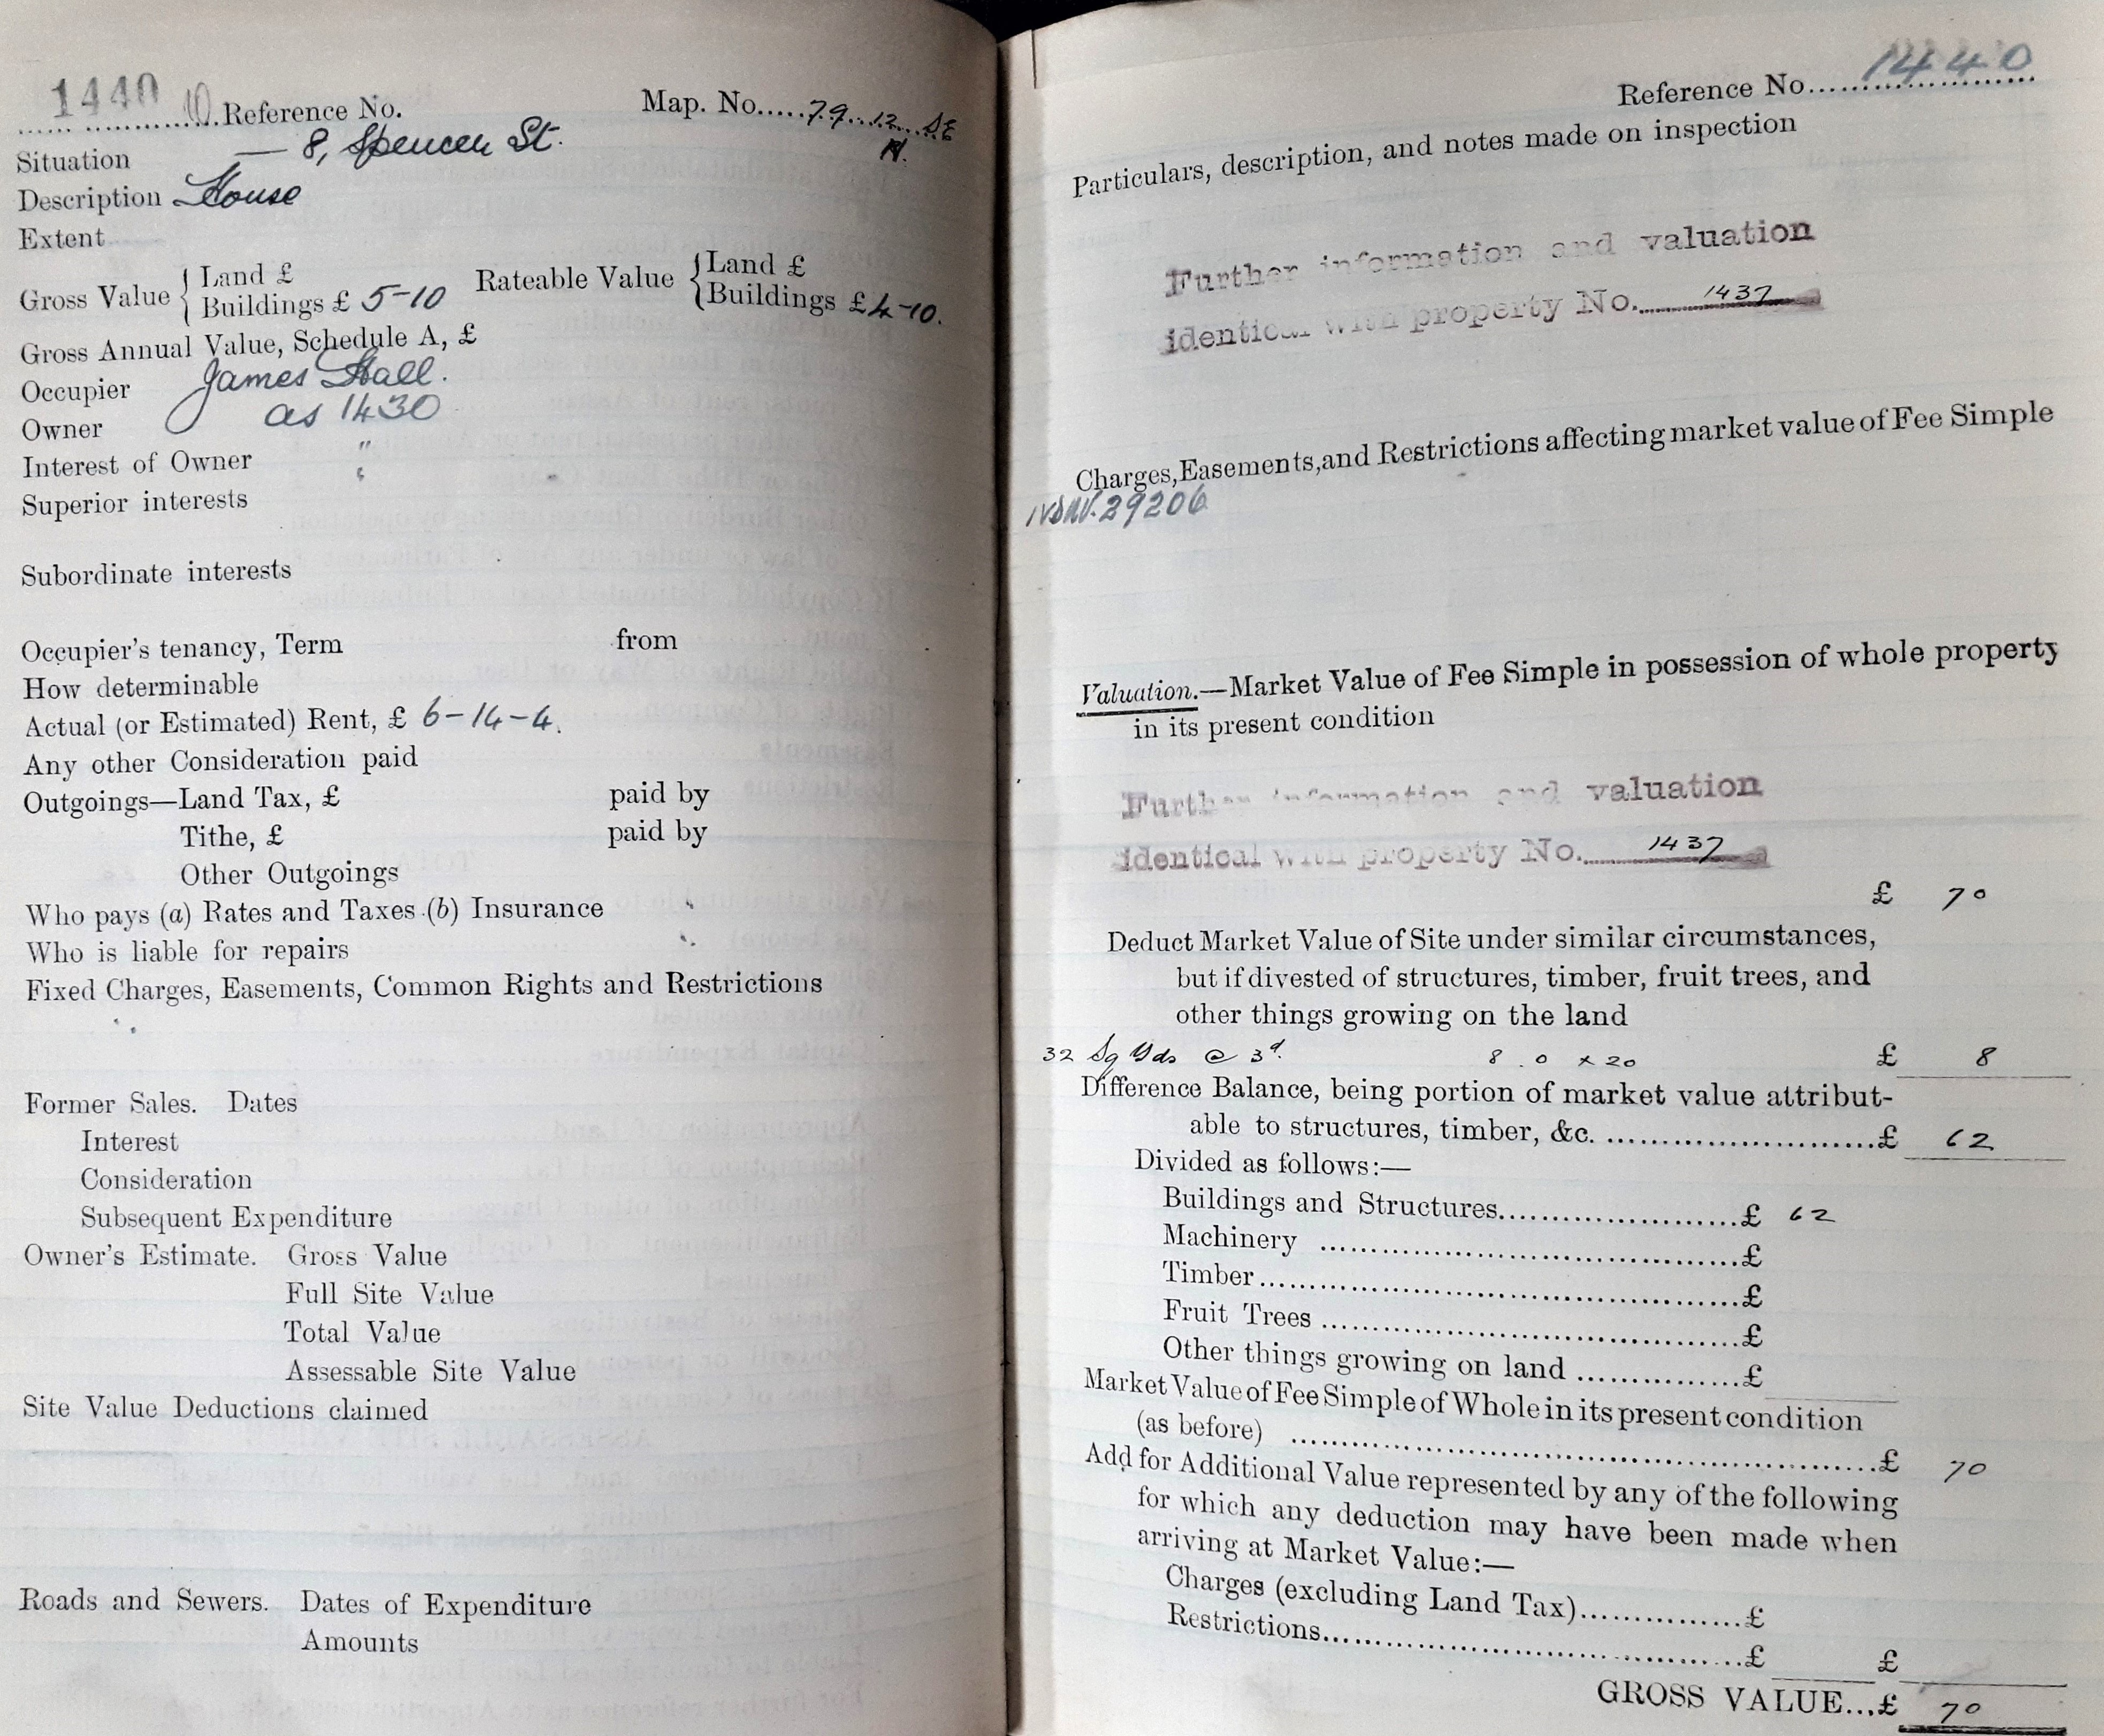 1440 Reference No. Map. No. 79. 12. SE
Situation — 8, Spencer St.
Description House
Extent
Gross Value { Land £
Buildings £ 5-10
Rateable Value { Land £
Buildings £ 4-10.
Gross Annual Value, Schedule A, £
Occupier James Hall.
Owner as 1430
Interest of Owner "
Superior interests
Subordinate interests
Occupier's tenancy, Term from
How determinable
Actual (or Estimated) Rent, £ 6-14-4.
Any other Consideration paid
Outgoings—Land Tax, £ paid by
Tithe, £ paid by
Other Outgoings
Who pays (a) Rates and Taxes (b) Insurance
Who is liable for repairs
Fixed Charges, Easements, Common Rights and Restrictions
Former Sales. Dates
Interest
Consideration
Subsequent Expenditure
Owner's Estimate. Gross Value
Full Site Value
Total Value
Assessable Site Value
Site Value Deductions claimed
Roads and Sewers. Dates of Expenditure
Amounts
Reference No. 1440
Particulars, description, and notes made on inspection
Further information and valuation
identical with property No. 1437
Charges, Easements, and Restrictions affecting market value of Fee Simple
29206
Valuation.—Market Value of Fee Simple in possession of whole property
in its present condition
Further information and valuation
identical with property No. 1437
£ 70
Deduct Market Value of Site under similar circumstances,
but if divested of structures, timber, fruit trees, and
other things growing on the land
32 Sq Yds @ 3d. 8 . 0 x 20 £ 8
Difference Balance, being portion of market value attribut-
able to structures, timber, &c. £ 62
Divided as follows:—
Buildings and Structures £ 62
Machinery £
Timber £
Fruit Trees £
Other things growing on land £
Market Value of Fee Simple of Whole in its present condition
(as before) £ 70
Add for Additional Value represented by any of the following
for which any deduction may have been made when
arriving at Market Value:—
Charges (excluding Land Tax) £
Restrictions £ £
GROSS VALUE...£ 70